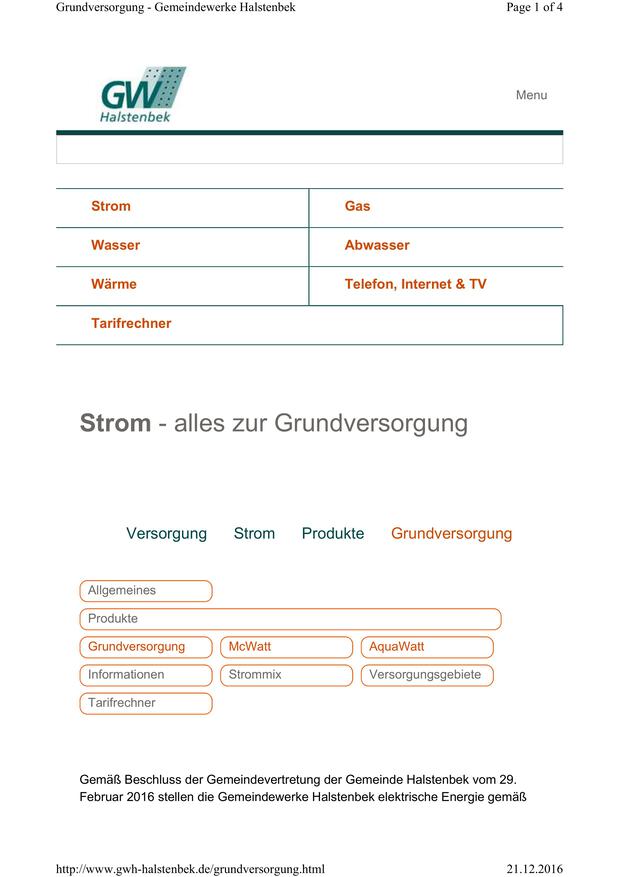 Grundversorgung - Gemeindewerke Halstenbek Page 1 of 4
GW
Halstenbek
Menu
Strom Gas
Wasser Abwasser
Wärme Telefon, Internet & TV
Tarifrechner
Strom - alles zur Grundversorgung
Versorgung Strom Produkte Grundversorgung
Allgemeines
Produkte
Grundversorgung McWatt AquaWatt
Informationen Strommix Versorgungsgebiete
Tarifrechner
Gemäß Beschluss der Gemeindevertretung der Gemeinde Halstenbek vom 29.
Februar 2016 stellen die Gemeindewerke Halstenbek elektrische Energie gemäß
http://www.gwh-halstenbek.de/grundversorgung.html 21.12.2016